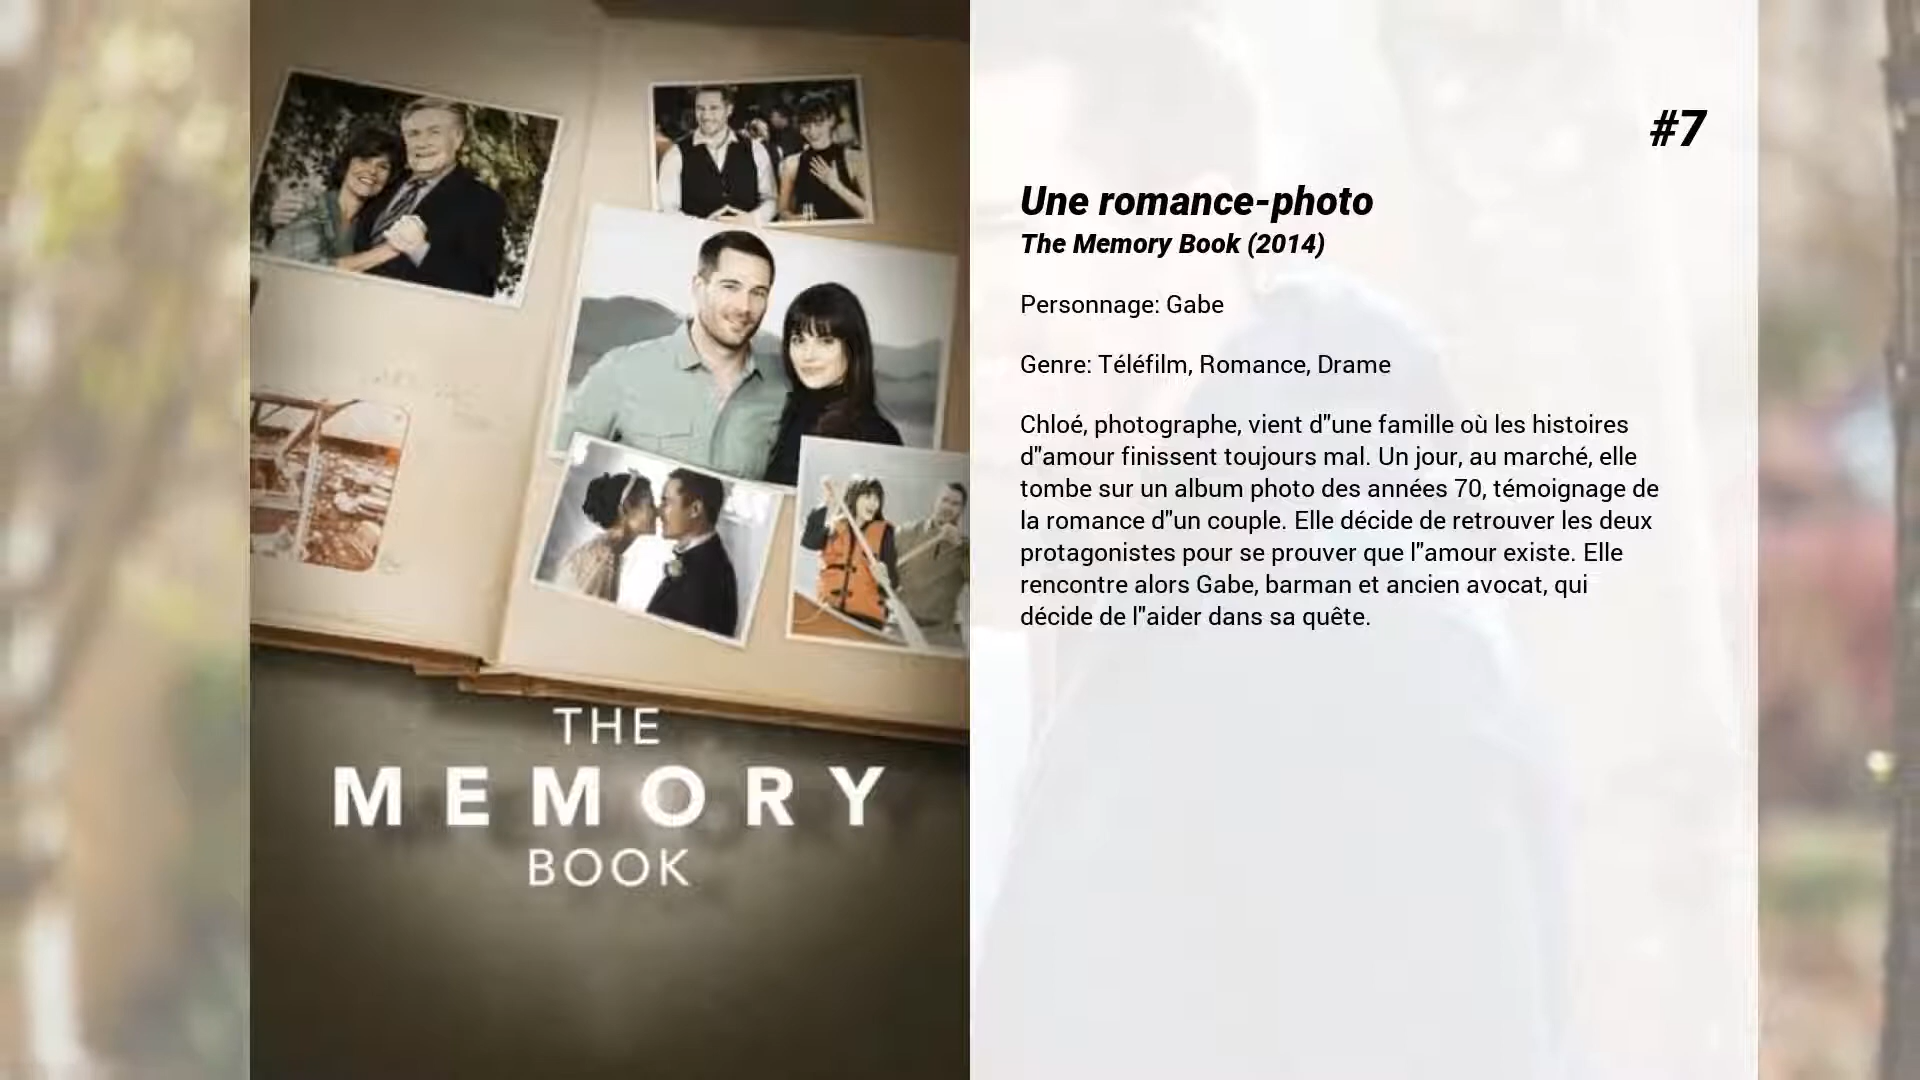 THE
MEMORY
BOOK
#7
Une romance-photo
The Memory Book (2014)
Personnage: Gabe
Genre: Téléfilm, Romance, Drame
Chloé, photographe, vient d"une famille où les histoires
d"amour finissent toujours mal. Un jour, au marché, elle
tombe sur un album photo des années 70, témoignage de
la romance d"un couple. Elle décide de retrouver les deux
protagonistes pour se prouver que l"amour existe. Elle
rencontre alors Gabe, barman et ancien avocat, qui
décide de l"aider dans sa quête.